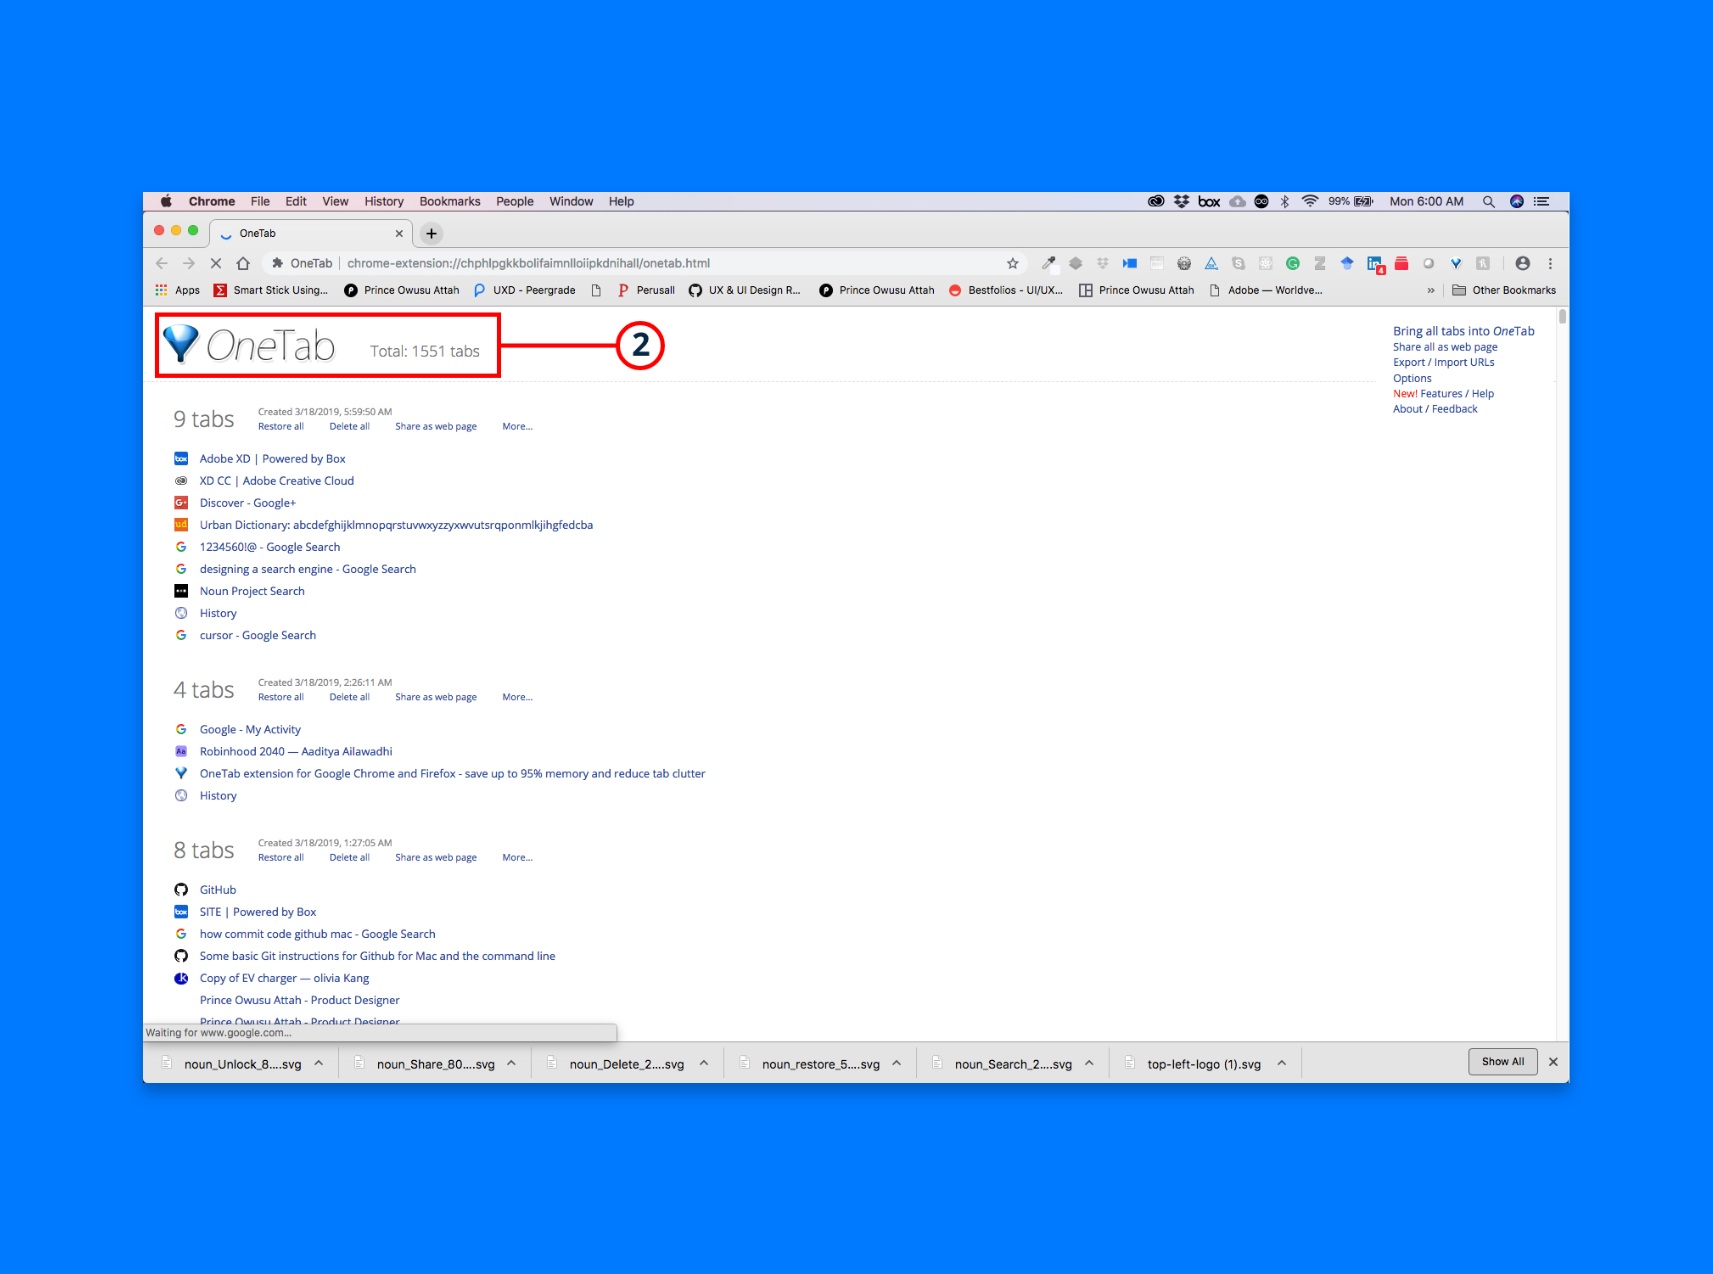 Chrome File Edit View History Bookmarks People Window Help box 99% Mon 6:00 AM
OneTab
OneTab chrome-extension://chphlpgkkbolifaimnlloiipkdnihall/onetab.html 4
Apps Smart Stick Using... Prince Owusu Attah UXD - Peergrade Perusall UX & UI Design R... Prince Owusu Attah Bestfolios - UI/UX... Prince Owusu Attah Adobe — Worldve... » Other Bookmarks
OneTab Total: 1551 tabs 2
Bring all tabs into OneTab
Share all as web page
Export / Import URLs
Options
New! Features / Help
About / Feedback
9 tabs Created 3/18/2019, 5:59:50 AM
Restore all Delete all Share as web page More...
box Adobe XD | Powered by Box
XD CC | Adobe Creative Cloud
G+ Discover - Google+
ud Urban Dictionary: abcdefghijklmnopqrstuvwxyzzyxwvutsrqponmlkjihgfedcba
G 1234560!@ - Google Search
G designing a search engine - Google Search
Noun Project Search
History
G cursor - Google Search
4 tabs Created 3/18/2019, 2:26:11 AM
Restore all Delete all Share as web page More...
G Google - My Activity
Aa Robinhood 2040 — Aaditya Ailawadhi
OneTab extension for Google Chrome and Firefox - save up to 95% memory and reduce tab clutter
History
8 tabs Created 3/18/2019, 1:27:05 AM
Restore all Delete all Share as web page More...
GitHub
box SITE | Powered by Box
G how commit code github mac - Google Search
Some basic Git instructions for Github for Mac and the command line
Copy of EV charger — olivia Kang
Prince Owusu Attah - Product Designer
Prince Owusu Attah - Product Designer
Waiting for www.google.com...
noun_Unlock_8....svg noun_Share_80....svg noun_Delete_2....svg noun_restore_5....svg noun_Search_2....svg top-left-logo (1).svg Show All